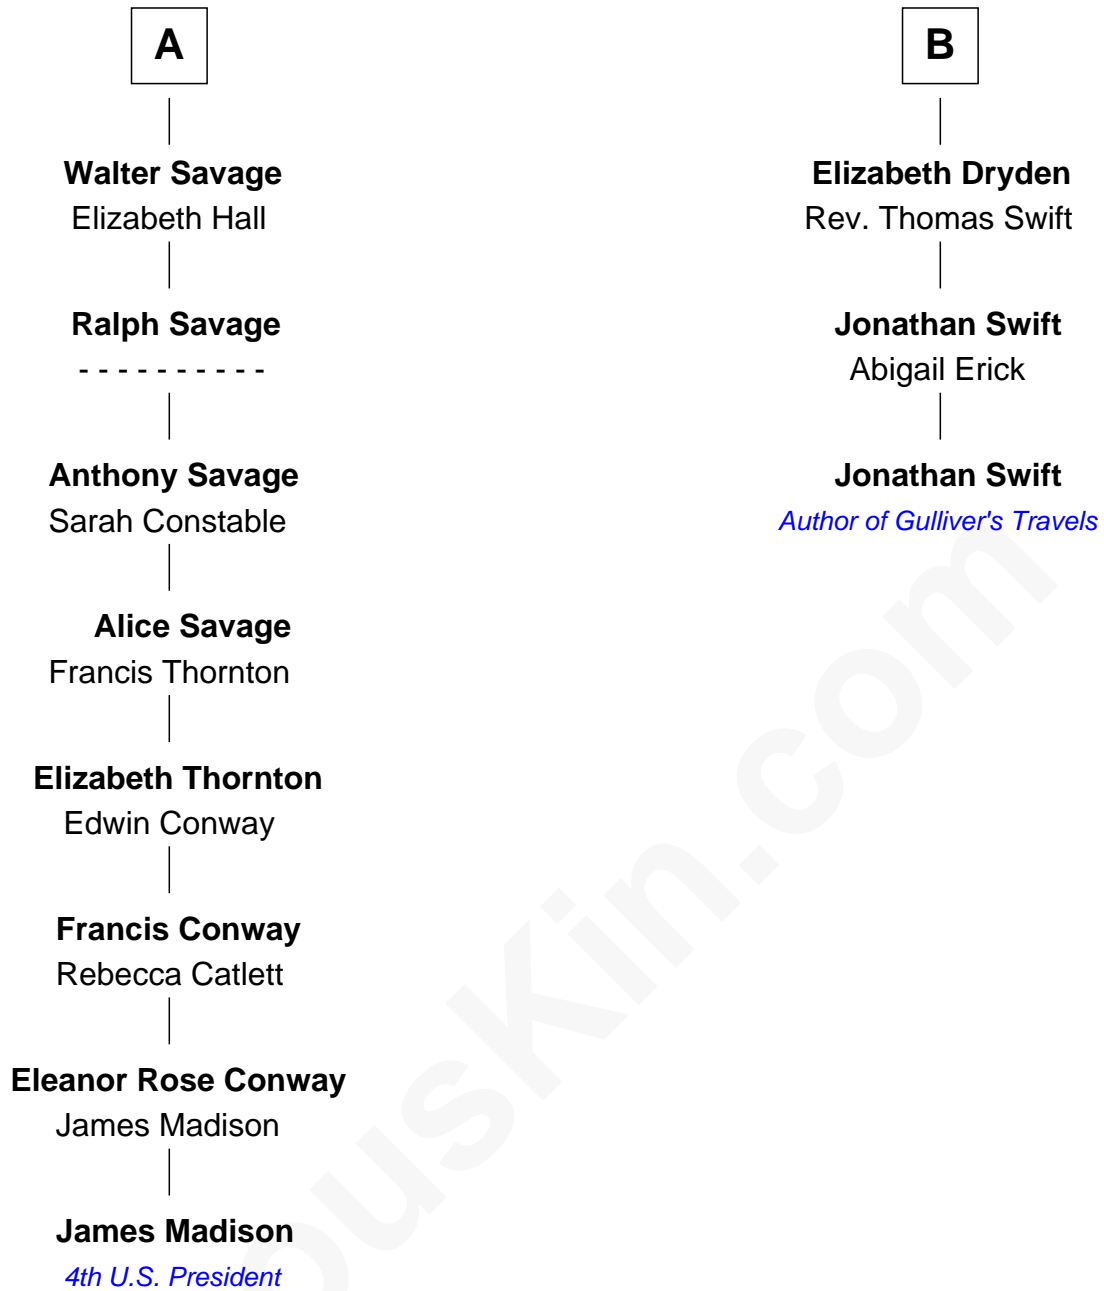 A
Walter Savage
Elizabeth Hall
Ralph Savage
- - - - - - - - - -
Anthony Savage
Sarah Constable
Alice Savage
Francis Thornton
Elizabeth Thornton
Edwin Conway
Francis Conway
Rebecca Catlett
Eleanor Rose Conway
James Madison
James Madison
4th U.S. President
B
Elizabeth Dryden
Rev. Thomas Swift
Jonathan Swift
Abigail Erick
Jonathan Swift
Author of Gulliver's Travels
ousKin.com